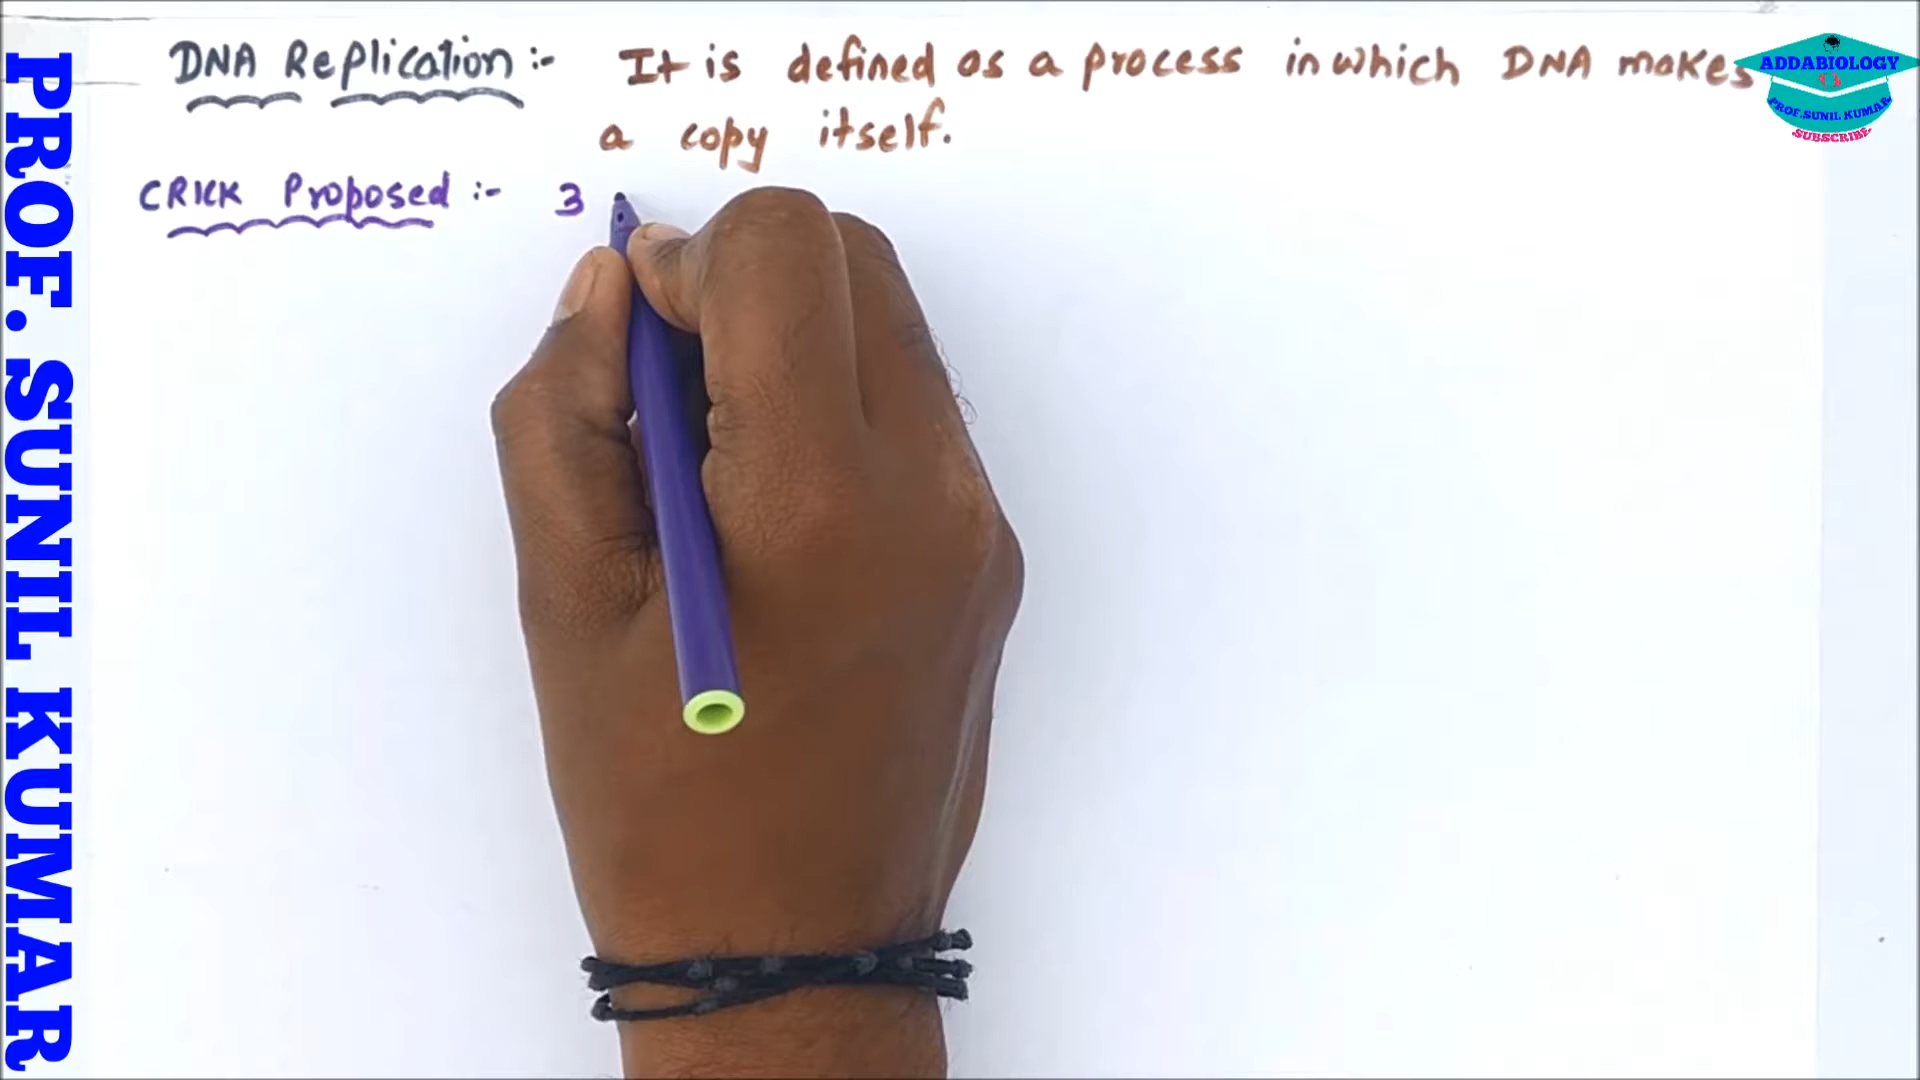 DNA Replication :- It is defined as a process in which DNA makes
a copy itself.
CRICK Proposed :- 3
PROF. SUNIL KUMAR
ADDABIOLOGY
PROF.SUNIL KUMAR
SUBSCRIBE